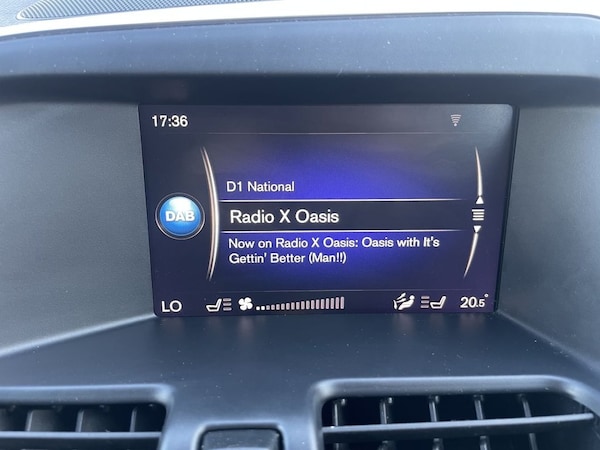 17:36
D1 National
DAB
Radio X Oasis
Now on Radio X Oasis: Oasis with It's
Gettin' Better (Man!!)
LO
20.5°